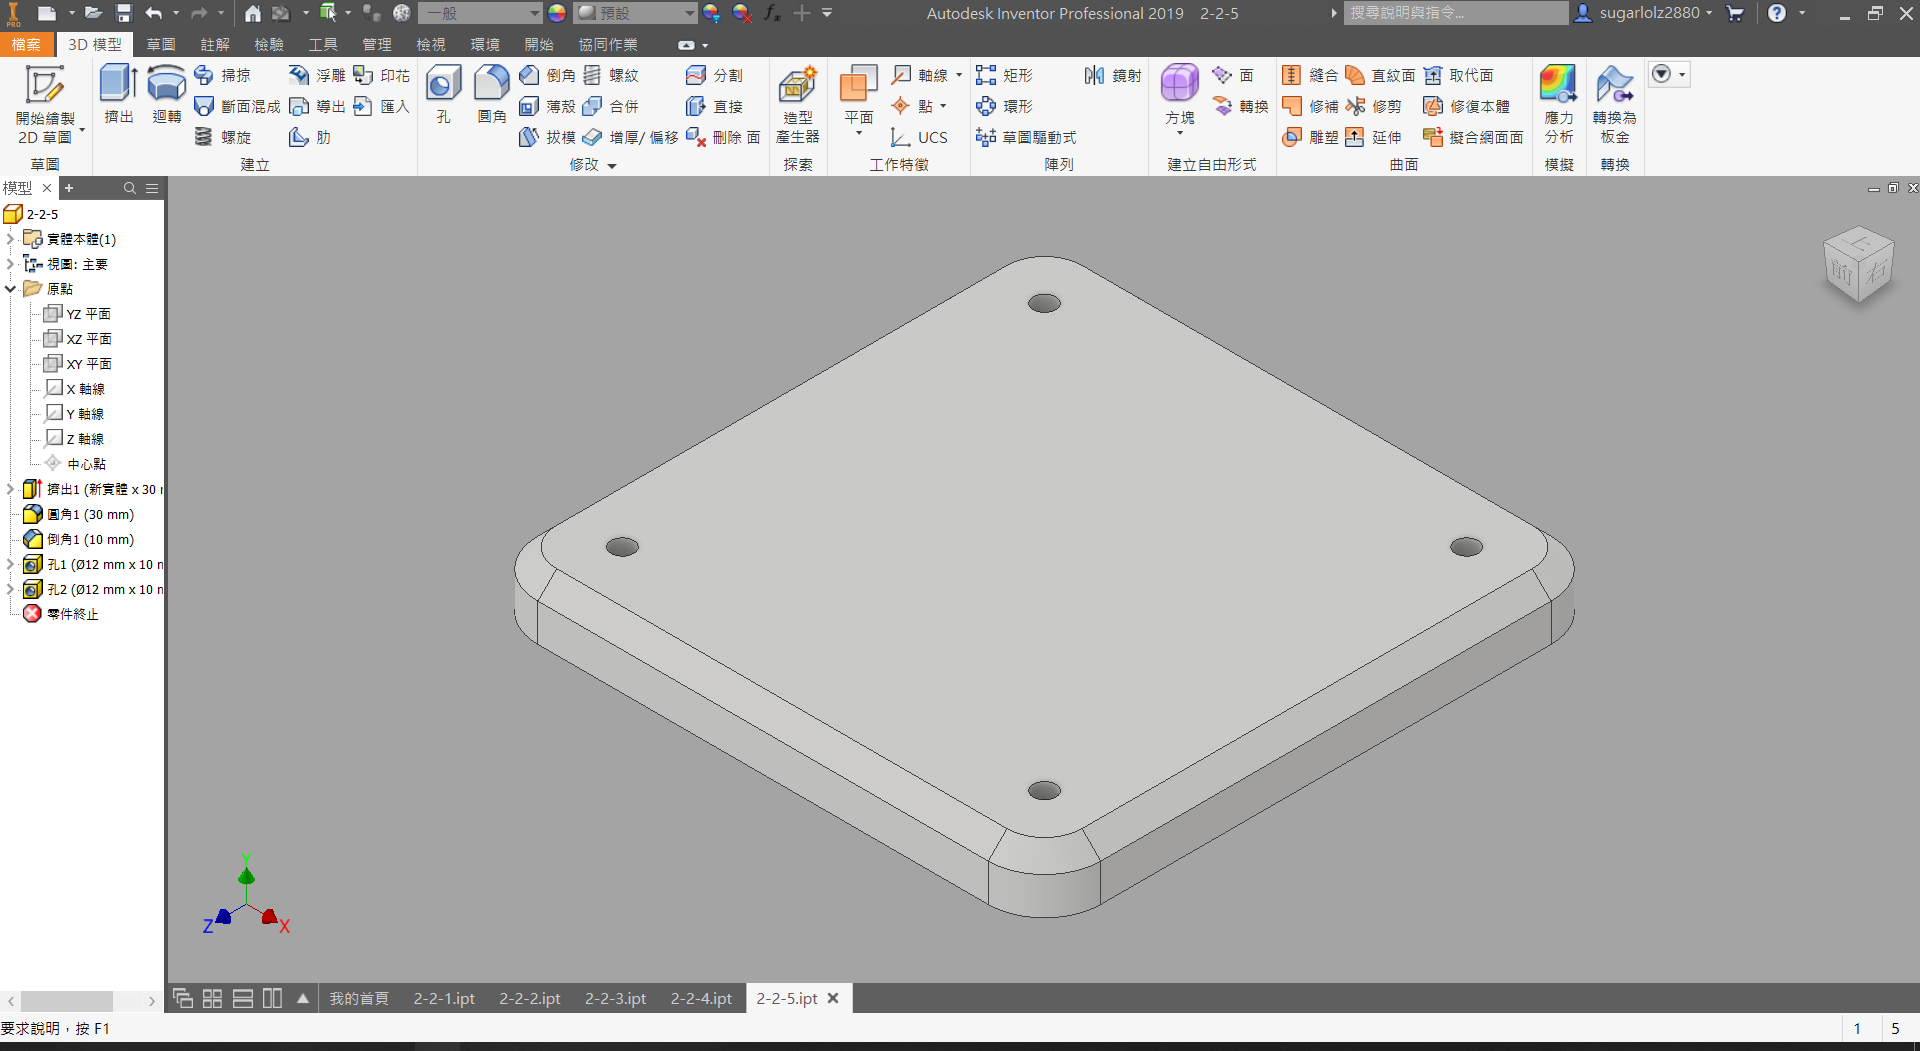 PRO 一般 預設 Autodesk Inventor Professional 2019 2-2-5 搜尋說明與指令... sugarlolz2880
檔案 3D 模型 草圖 註解 檢驗 工具 管理 檢視 環境 開始 協同作業
開始繪製
2D 草圖
草圖
擠出 迴轉 掃掠 浮雕 印花
斷面混成 導出 匯入
螺旋 肋
建立
孔 圓角 倒角 螺紋 分割
薄殼 合併 直接
拔模 增厚/ 偏移 刪除 面
修改
造型
產生器
探索
平面 軸線
點
UCS
工作特徵
矩形 鏡射
環形
草圖驅動式
陣列
方塊 面
轉換
建立自由形式
縫合 直紋面 取代面
修補 修剪 修復本體
雕塑 延伸 擬合網面面
曲面
應力
分析
模擬
轉換為
板金
轉換
模型
2-2-5
實體本體(1)
視圖: 主要
原點
YZ 平面
XZ 平面
XY 平面
X 軸線
Y 軸線
Z 軸線
中心點
擠出1 (新實體 x 30
圓角1 (30 mm)
倒角1 (10 mm)
孔1 (Ø12 mm x 10
孔2 (Ø12 mm x 10
零件終止
上
前 右
Y
Z X
我的首頁 2-2-1.ipt 2-2-2.ipt 2-2-3.ipt 2-2-4.ipt 2-2-5.ipt
要求說明，按 F1 1 5